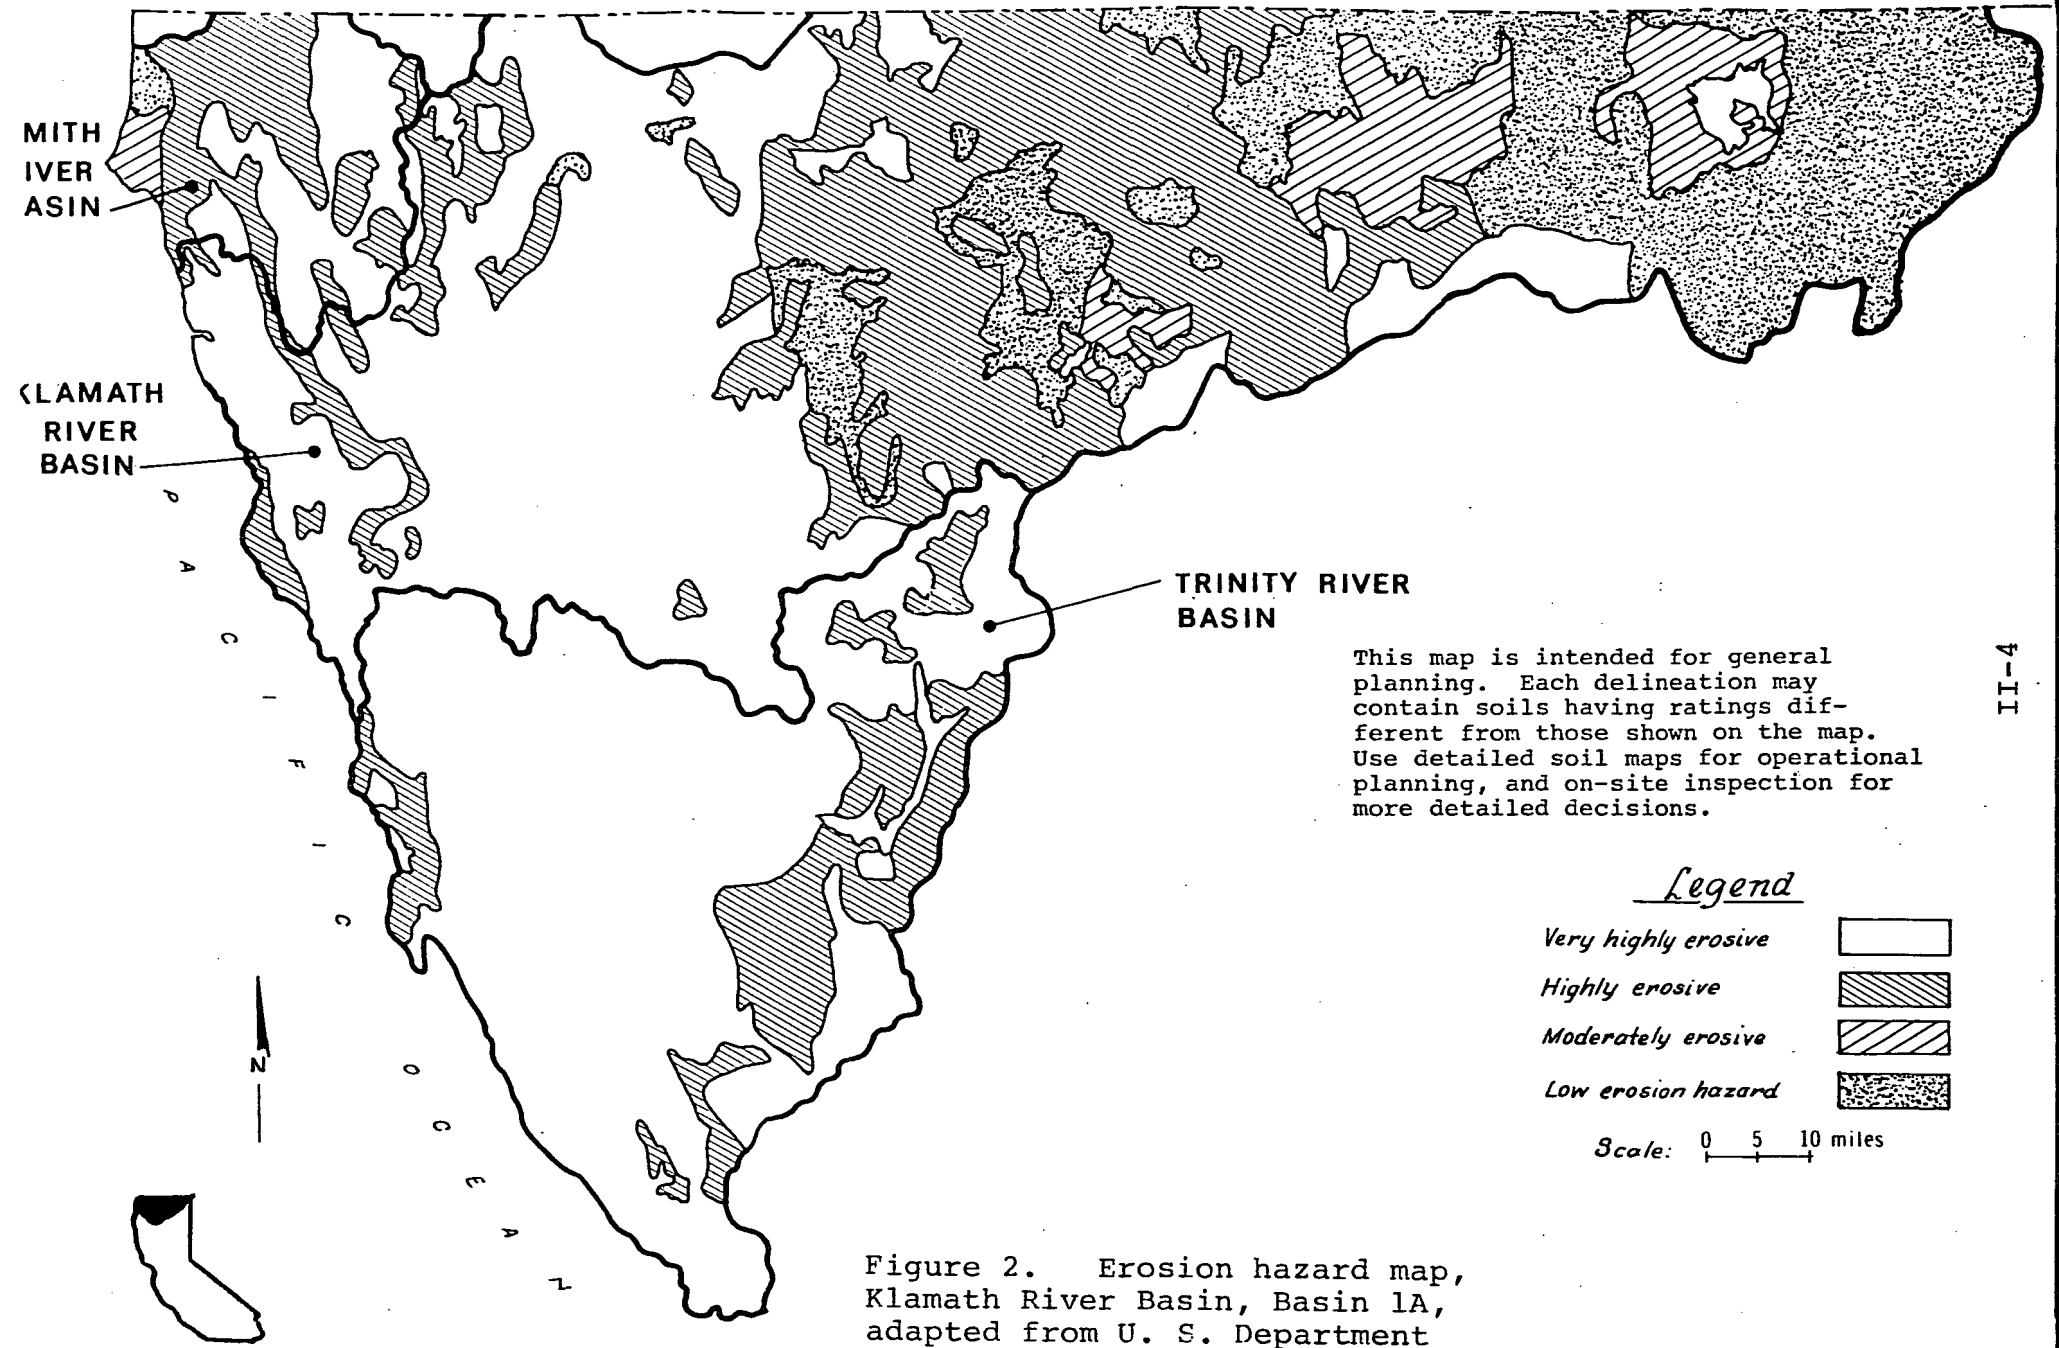 MITH
IVER
ASIN
KLAMATH
RIVER
BASIN
PACIFIC OCEAN
TRINITY RIVER
BASIN
This map is intended for general
planning. Each delineation may
contain soils having ratings dif-
ferent from those shown on the map.
Use detailed soil maps for operational
planning, and on-site inspection for
more detailed decisions.
II-4
Legend
Very highly erosive
Highly erosive
Moderately erosive
Low erosion hazard
Scale: 0 5 10 miles
N
Figure 2. Erosion hazard map,
Klamath River Basin, Basin 1A,
adapted from U. S. Department